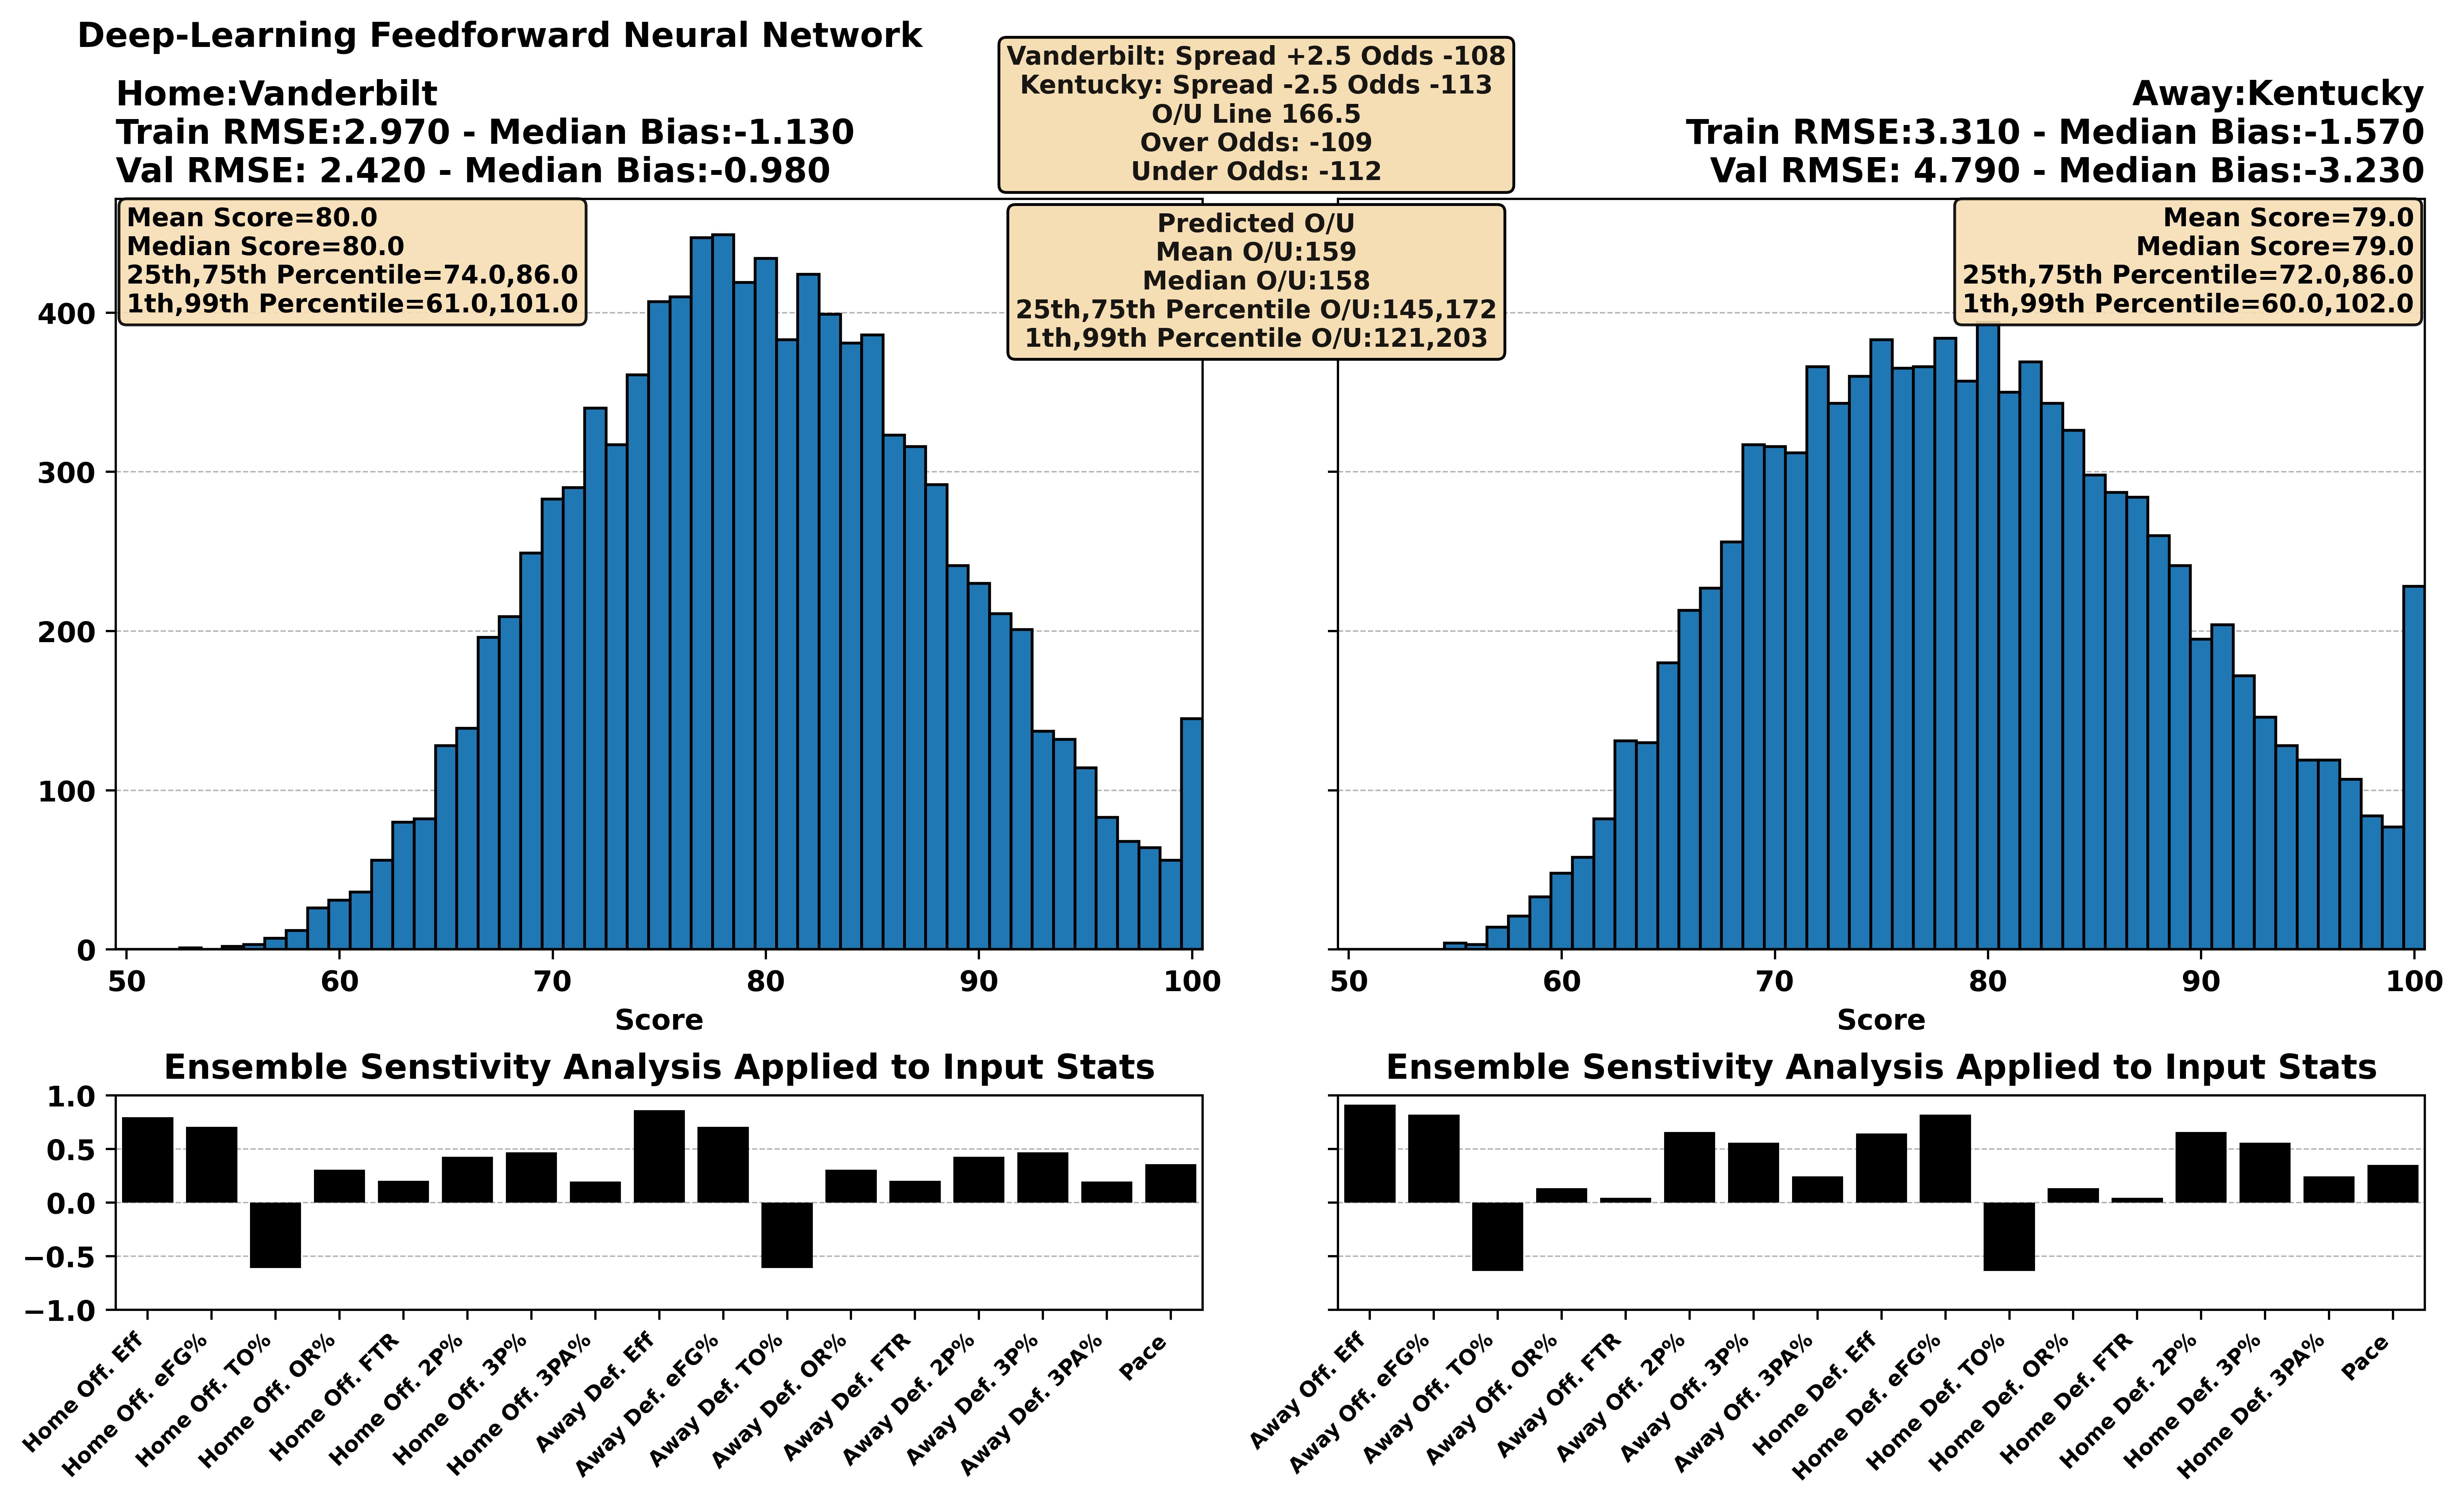 Deep-Learning Feedforward Neural Network
Home:Vanderbilt
Train RMSE:2.970 - Median Bias:-1.130
Val RMSE: 2.420 - Median Bias:-0.980
Vanderbilt: Spread +2.5 Odds -108
Kentucky: Spread -2.5 Odds -113
O/U Line 166.5
Over Odds: -109
Under Odds: -112
Away:Kentucky
Train RMSE:3.310 - Median Bias:-1.570
Val RMSE: 4.790 - Median Bias:-3.230
Mean Score=80.0
Median Score=80.0
25th,75th Percentile=74.0,86.0
1th,99th Percentile=61.0,101.0
Predicted O/U
Mean O/U:159
Median O/U:158
25th,75th Percentile O/U:145,172
1th,99th Percentile O/U:121,203
Mean Score=79.0
Median Score=79.0
25th,75th Percentile=72.0,86.0
1th,99th Percentile=60.0,102.0
400
300
200
100
0
50 60 70 80 90 100
Score
50 60 70 80 90 100
Score
Ensemble Senstivity Analysis Applied to Input Stats
1.0
0.5
0.0
−0.5
−1.0
Home Off. Eff
Home Off. eFG%
Home Off. TO%
Home Off. OR%
Home Off. FTR
Home Off. 2P%
Home Off. 3P%
Home Off. 3PA%
Away Def. Eff
Away Def. eFG%
Away Def. TO%
Away Def. OR%
Away Def. FTR
Away Def. 2P%
Away Def. 3P%
Away Def. 3PA%
Pace
Ensemble Senstivity Analysis Applied to Input Stats
Away Off. Eff
Away Off. eFG%
Away Off. TO%
Away Off. OR%
Away Off. FTR
Away Off. 2P%
Away Off. 3P%
Away Off. 3PA%
Home Def. Eff
Home Def. eFG%
Home Def. TO%
Home Def. OR%
Home Def. FTR
Home Def. 2P%
Home Def. 3P%
Home Def. 3PA%
Pace